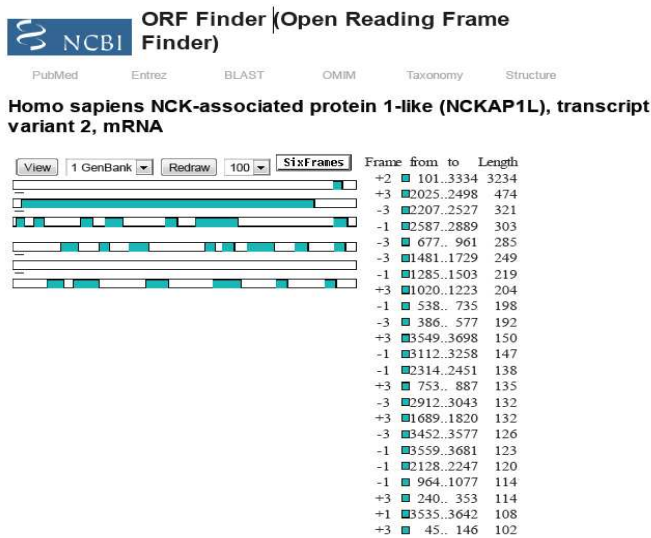 NCBI
ORF Finder (Open Reading Frame
Finder)
PubMed Entrez BLAST OMIM Taxonomy Structure
Homo sapiens NCK-associated protein 1-like (NCKAP1L), transcript
variant 2, mRNA
View 1 GenBank Redraw 100 SixFrames
Frame from to Length
+2 101..3334 3234
+3 2025..2498 474
-3 2207..2527 321
-1 2587..2889 303
-3 677.. 961 285
-3 1481..1729 249
-1 1285..1503 219
+3 1020..1223 204
-1 538.. 735 198
-3 386.. 577 192
+3 3549..3698 150
-1 3112..3258 147
-1 2314..2451 138
+3 753.. 887 135
-3 2912..3043 132
+3 1689..1820 132
-3 3452..3577 126
-1 3559..3681 123
-1 2128..2247 120
-1 964..1077 114
+3 240.. 353 114
+1 3535..3642 108
+3 45.. 146 102